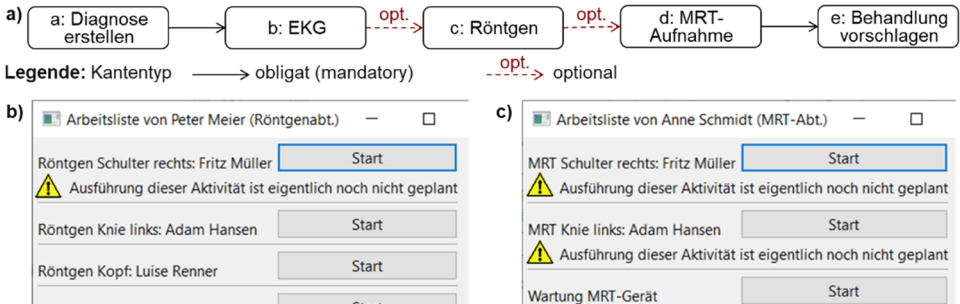 a)
a: Diagnose
erstellen
b: EKG
opt.
c: Röntgen
opt.
d: MRT-
Aufnahme
e: Behandlung
vorschlagen
Legende: Kantentyp
obligat (mandatory)
opt.
optional
b)
Arbeitsliste von Peter Meier (Röntgenabt.)
Röntgen Schulter rechts: Fritz Müller
Start
Ausführung dieser Aktivität ist eigentlich noch nicht geplant
Röntgen Knie links: Adam Hansen
Start
Röntgen Kopf: Luise Renner
Start
c)
Arbeitsliste von Anne Schmidt (MRT-Abt.)
MRT Schulter rechts: Fritz Müller
Start
Ausführung dieser Aktivität ist eigentlich noch nicht geplant
MRT Knie links: Adam Hansen
Start
Ausführung dieser Aktivität ist eigentlich noch nicht geplant
Wartung MRT-Gerät
Start